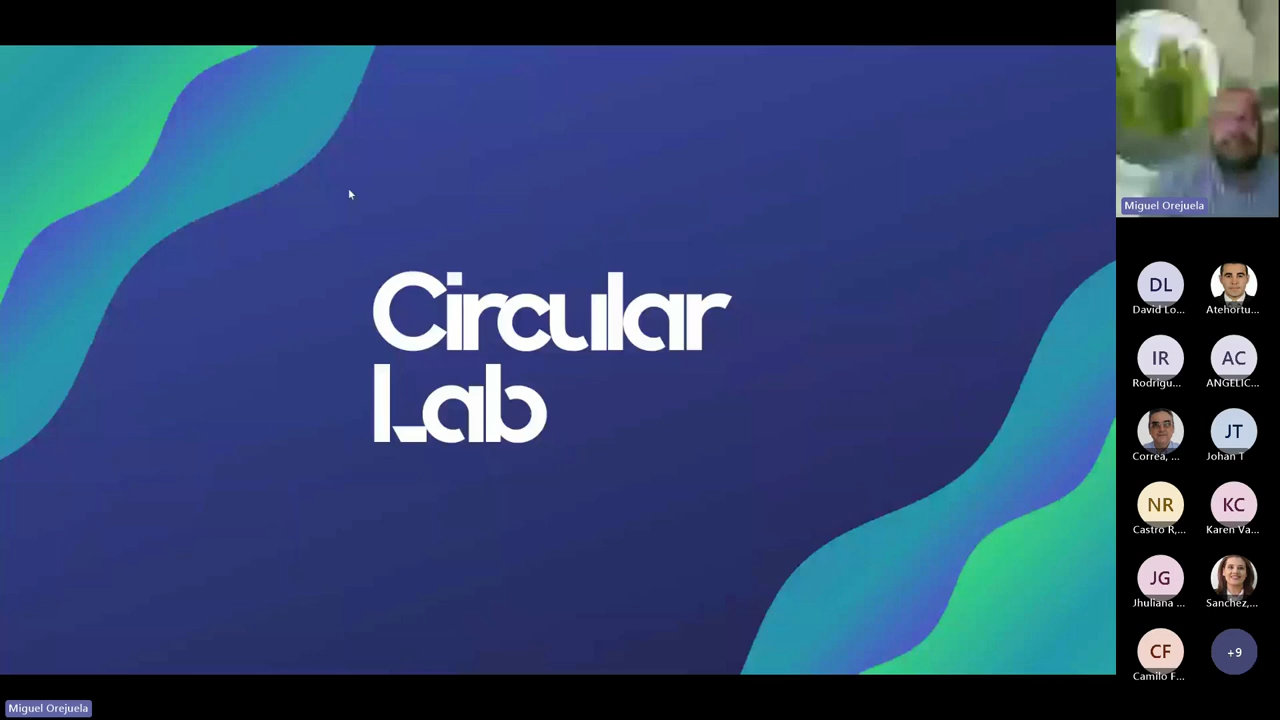 Circular
Lab
Miguel Orejuela
DL
David Lo...
Atehortu...
IR
AC
Rodrigu...
ANGELIC...
JT
Correa, ...
Johan T
NR
KC
Castro R,...
Karen Va...
JG
Jhuliana ...
Sanchez,...
CF
+9
Camilo F...
Miguel Orejuela